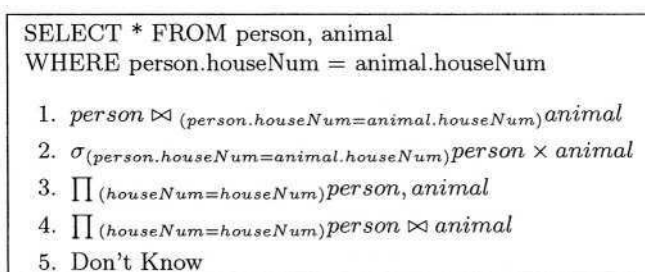 SELECT * FROM person, animal
WHERE person.houseNum = animal.houseNum
1. person ⋈ (person.houseNum=animal.houseNum)animal
2. σ(person.houseNum=animal.houseNum)person × animal
3. ∏ (houseNum=houseNum)person, animal
4. ∏ (houseNum=houseNum)person ⋈ animal
5. Don't Know